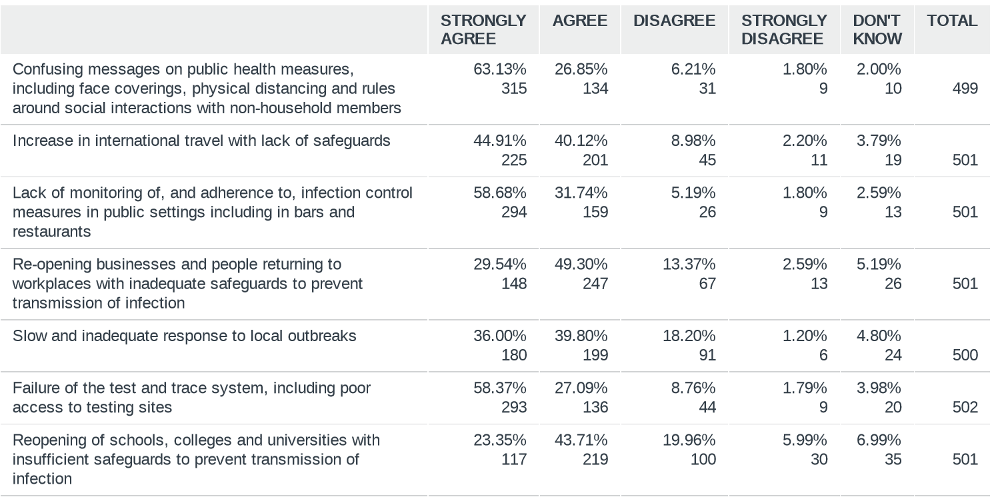 STRONGLY AGREE DISAGREE STRONGLY DON'T TOTAL
AGREE DISAGREE KNOW
Confusing messages on public health measures, 63.13% 26.85% 6.21% 1.80% 2.00%
including face coverings, physical distancing and rules 315 134 31 9 10 499
around social interactions with non-household members
Increase in international travel with lack of safeguards 44.91% 40.12% 8.98% 2.20% 3.79%
225 201 45 11 19 501
Lack of monitoring of, and adherence to, infection control 58.68% 31.74% 5.19% 1.80% 2.59%
measures in public settings including in bars and 294 159 26 9 13 501
restaurants
Re-opening businesses and people returning to 29.54% 49.30% 13.37% 2.59% 5.19%
workplaces with inadequate safeguards to prevent 148 247 67 13 26 501
transmission of infection
Slow and inadequate response to local outbreaks 36.00% 39.80% 18.20% 1.20% 4.80%
180 199 91 6 24 500
Failure of the test and trace system, including poor 58.37% 27.09% 8.76% 1.79% 3.98%
access to testing sites 293 136 44 9 20 502
Reopening of schools, colleges and universities with 23.35% 43.71% 19.96% 5.99% 6.99%
insufficient safeguards to prevent transmission of 117 219 100 30 35 501
infection